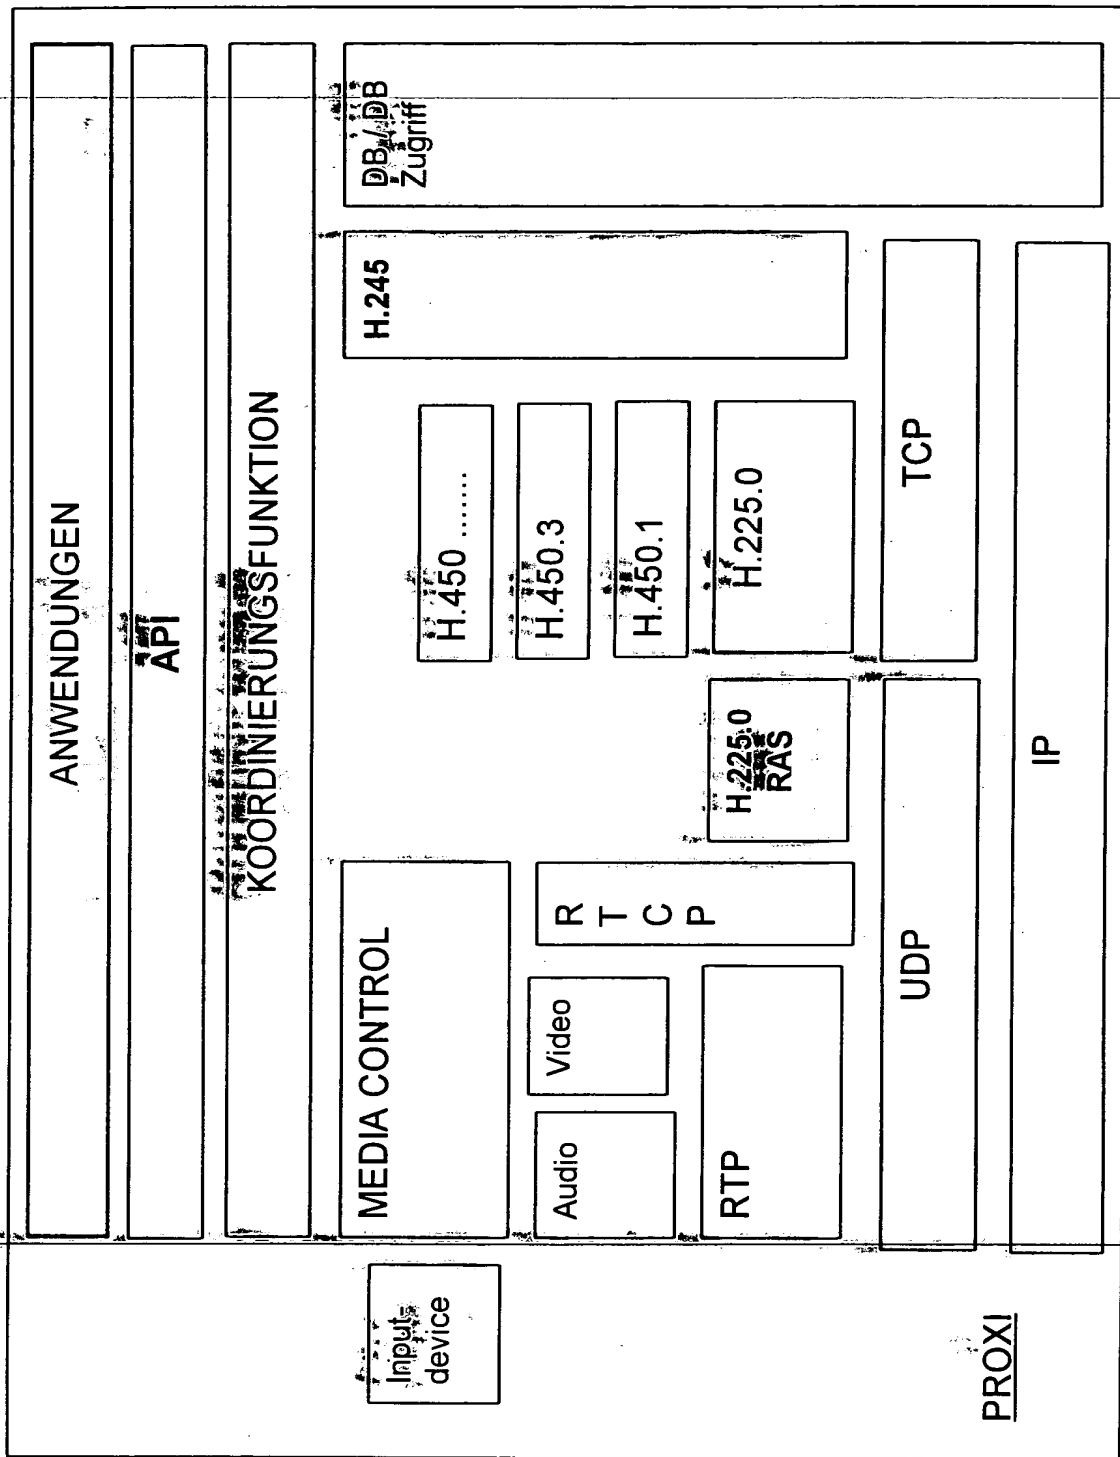 ANWENDUNGEN
API
KOORDINIERUNGSFUNKTION
Input-
device
MEDIA CONTROL
Audio
Video
R
T
C
P
RTP
H.225.0
RAS
H.450.......
H.450.3
H.450.1
H.225.0
H.245
DB / DB
Zugriff
UDP
TCP
IP
PROXI